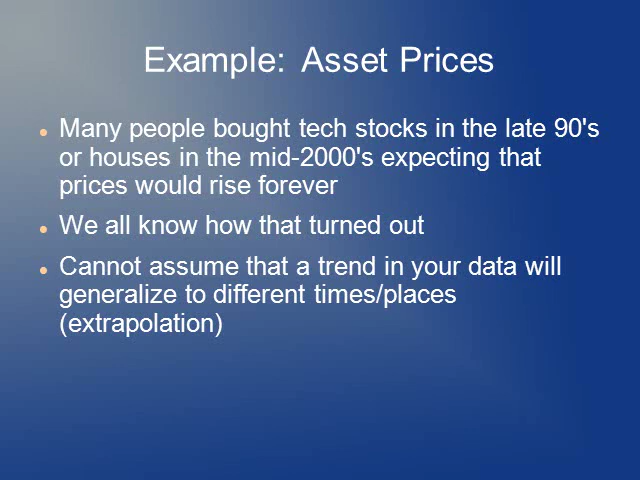 Example: Asset Prices
Many people bought tech stocks in the late 90's
or houses in the mid-2000's expecting that
prices would rise forever
We all know how that turned out
Cannot assume that a trend in your data will
generalize to different times/places
(extrapolation)